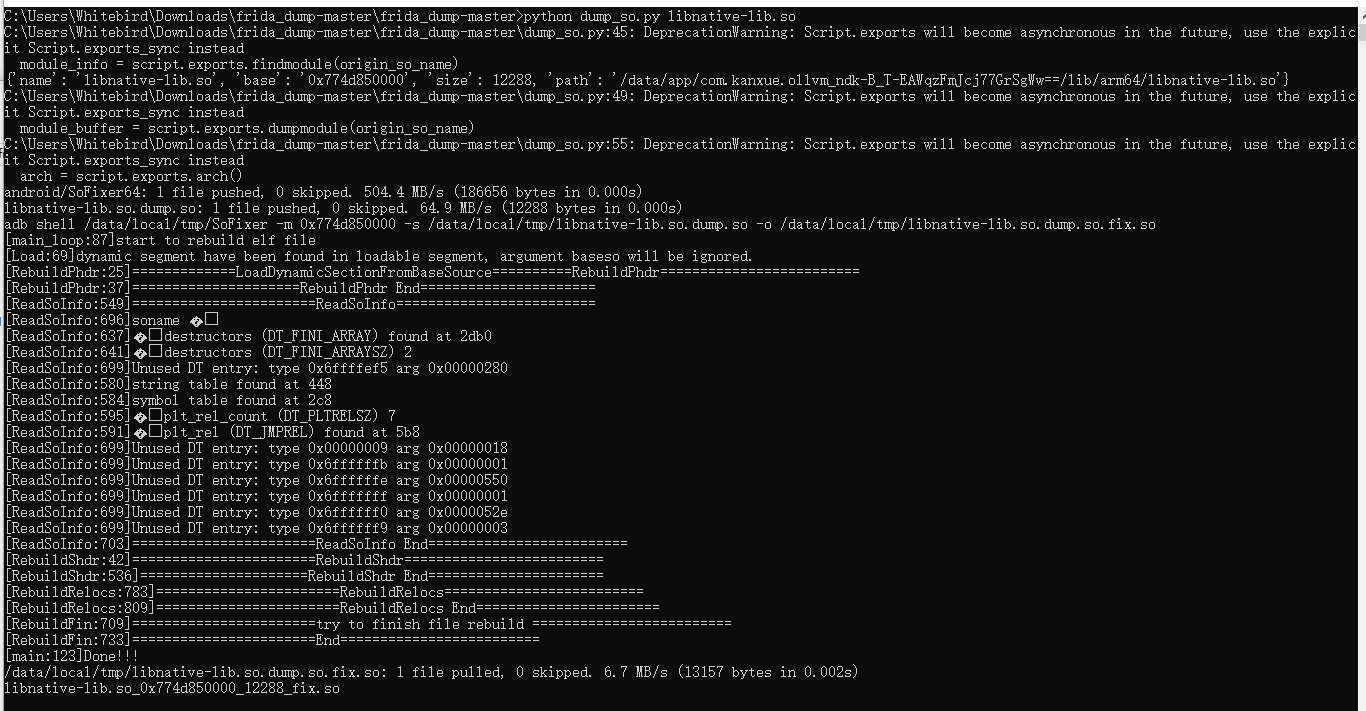 C:\Users\Whitebird\Downloads\frida_dump-master\frida_dump-master>python dump_so.py libnative-lib.so
C:\Users\Whitebird\Downloads\frida_dump-master\frida_dump-master\dump_so.py:45: DeprecationWarning: Script.exports will become asynchronous in the future, use the explic
it Script.exports_sync instead
  module_info = script.exports.findmodule(origin_so_name)
{'name': 'libnative-lib.so', 'base': '0x774d850000', 'size': 12288, 'path': '/data/app/com.kanxue.ollvm_ndk-B_T-EAWqzFmJcj77GrSgWw==/lib/arm64/libnative-lib.so'}
C:\Users\Whitebird\Downloads\frida_dump-master\frida_dump-master\dump_so.py:49: DeprecationWarning: Script.exports will become asynchronous in the future, use the explic
it Script.exports_sync instead
  module_buffer = script.exports.dumpmodule(origin_so_name)
C:\Users\Whitebird\Downloads\frida_dump-master\frida_dump-master\dump_so.py:55: DeprecationWarning: Script.exports will become asynchronous in the future, use the explic
it Script.exports_sync instead
  arch = script.exports.arch()
android/SoFixer64: 1 file pushed, 0 skipped. 504.4 MB/s (186656 bytes in 0.000s)
libnative-lib.so.dump.so: 1 file pushed, 0 skipped. 64.9 MB/s (12288 bytes in 0.000s)
adb shell /data/local/tmp/SoFixer -m 0x774d850000 -s /data/local/tmp/libnative-lib.so.dump.so -o /data/local/tmp/libnative-lib.so.dump.so.fix.so
[main_loop:87]start to rebuild elf file
[Load:69]dynamic segment have been found in loadable segment, argument baseso will be ignored.
[RebuildPhdr:25]=============LoadDynamicSectionFromBaseSource==========RebuildPhdr=========================
[RebuildPhdr:37]=====================RebuildPhdr End======================
[ReadSoInfo:549]=======================ReadSoInfo=========================
[ReadSoInfo:696]soname �□
[ReadSoInfo:637]�□destructors (DT_FINI_ARRAY) found at 2db0
[ReadSoInfo:641]�□destructors (DT_FINI_ARRAYSZ) 2
[ReadSoInfo:699]Unused DT entry: type 0x6ffffef5 arg 0x00000280
[ReadSoInfo:580]string table found at 448
[ReadSoInfo:584]symbol table found at 2c8
[ReadSoInfo:595]�□plt_rel_count (DT_PLTRELSZ) 7
[ReadSoInfo:591]�□plt_rel (DT_JMPREL) found at 5b8
[ReadSoInfo:699]Unused DT entry: type 0x00000009 arg 0x00000018
[ReadSoInfo:699]Unused DT entry: type 0x6ffffffb arg 0x00000001
[ReadSoInfo:699]Unused DT entry: type 0x6ffffffe arg 0x00000550
[ReadSoInfo:699]Unused DT entry: type 0x6fffffff arg 0x00000001
[ReadSoInfo:699]Unused DT entry: type 0x6ffffff0 arg 0x0000052e
[ReadSoInfo:699]Unused DT entry: type 0x6ffffff9 arg 0x00000003
[ReadSoInfo:703]=======================ReadSoInfo End=========================
[RebuildShdr:42]=======================RebuildShdr=========================
[RebuildShdr:536]=====================RebuildShdr End======================
[RebuildRelocs:783]=======================RebuildRelocs=========================
[RebuildRelocs:809]=======================RebuildRelocs End=======================
[RebuildFin:709]=======================try to finish file rebuild =========================
[RebuildFin:733]=======================End=========================
[main:123]Done!!!
/data/local/tmp/libnative-lib.so.dump.so.fix.so: 1 file pulled, 0 skipped. 6.7 MB/s (13157 bytes in 0.002s)
libnative-lib.so_0x774d850000_12288_fix.so